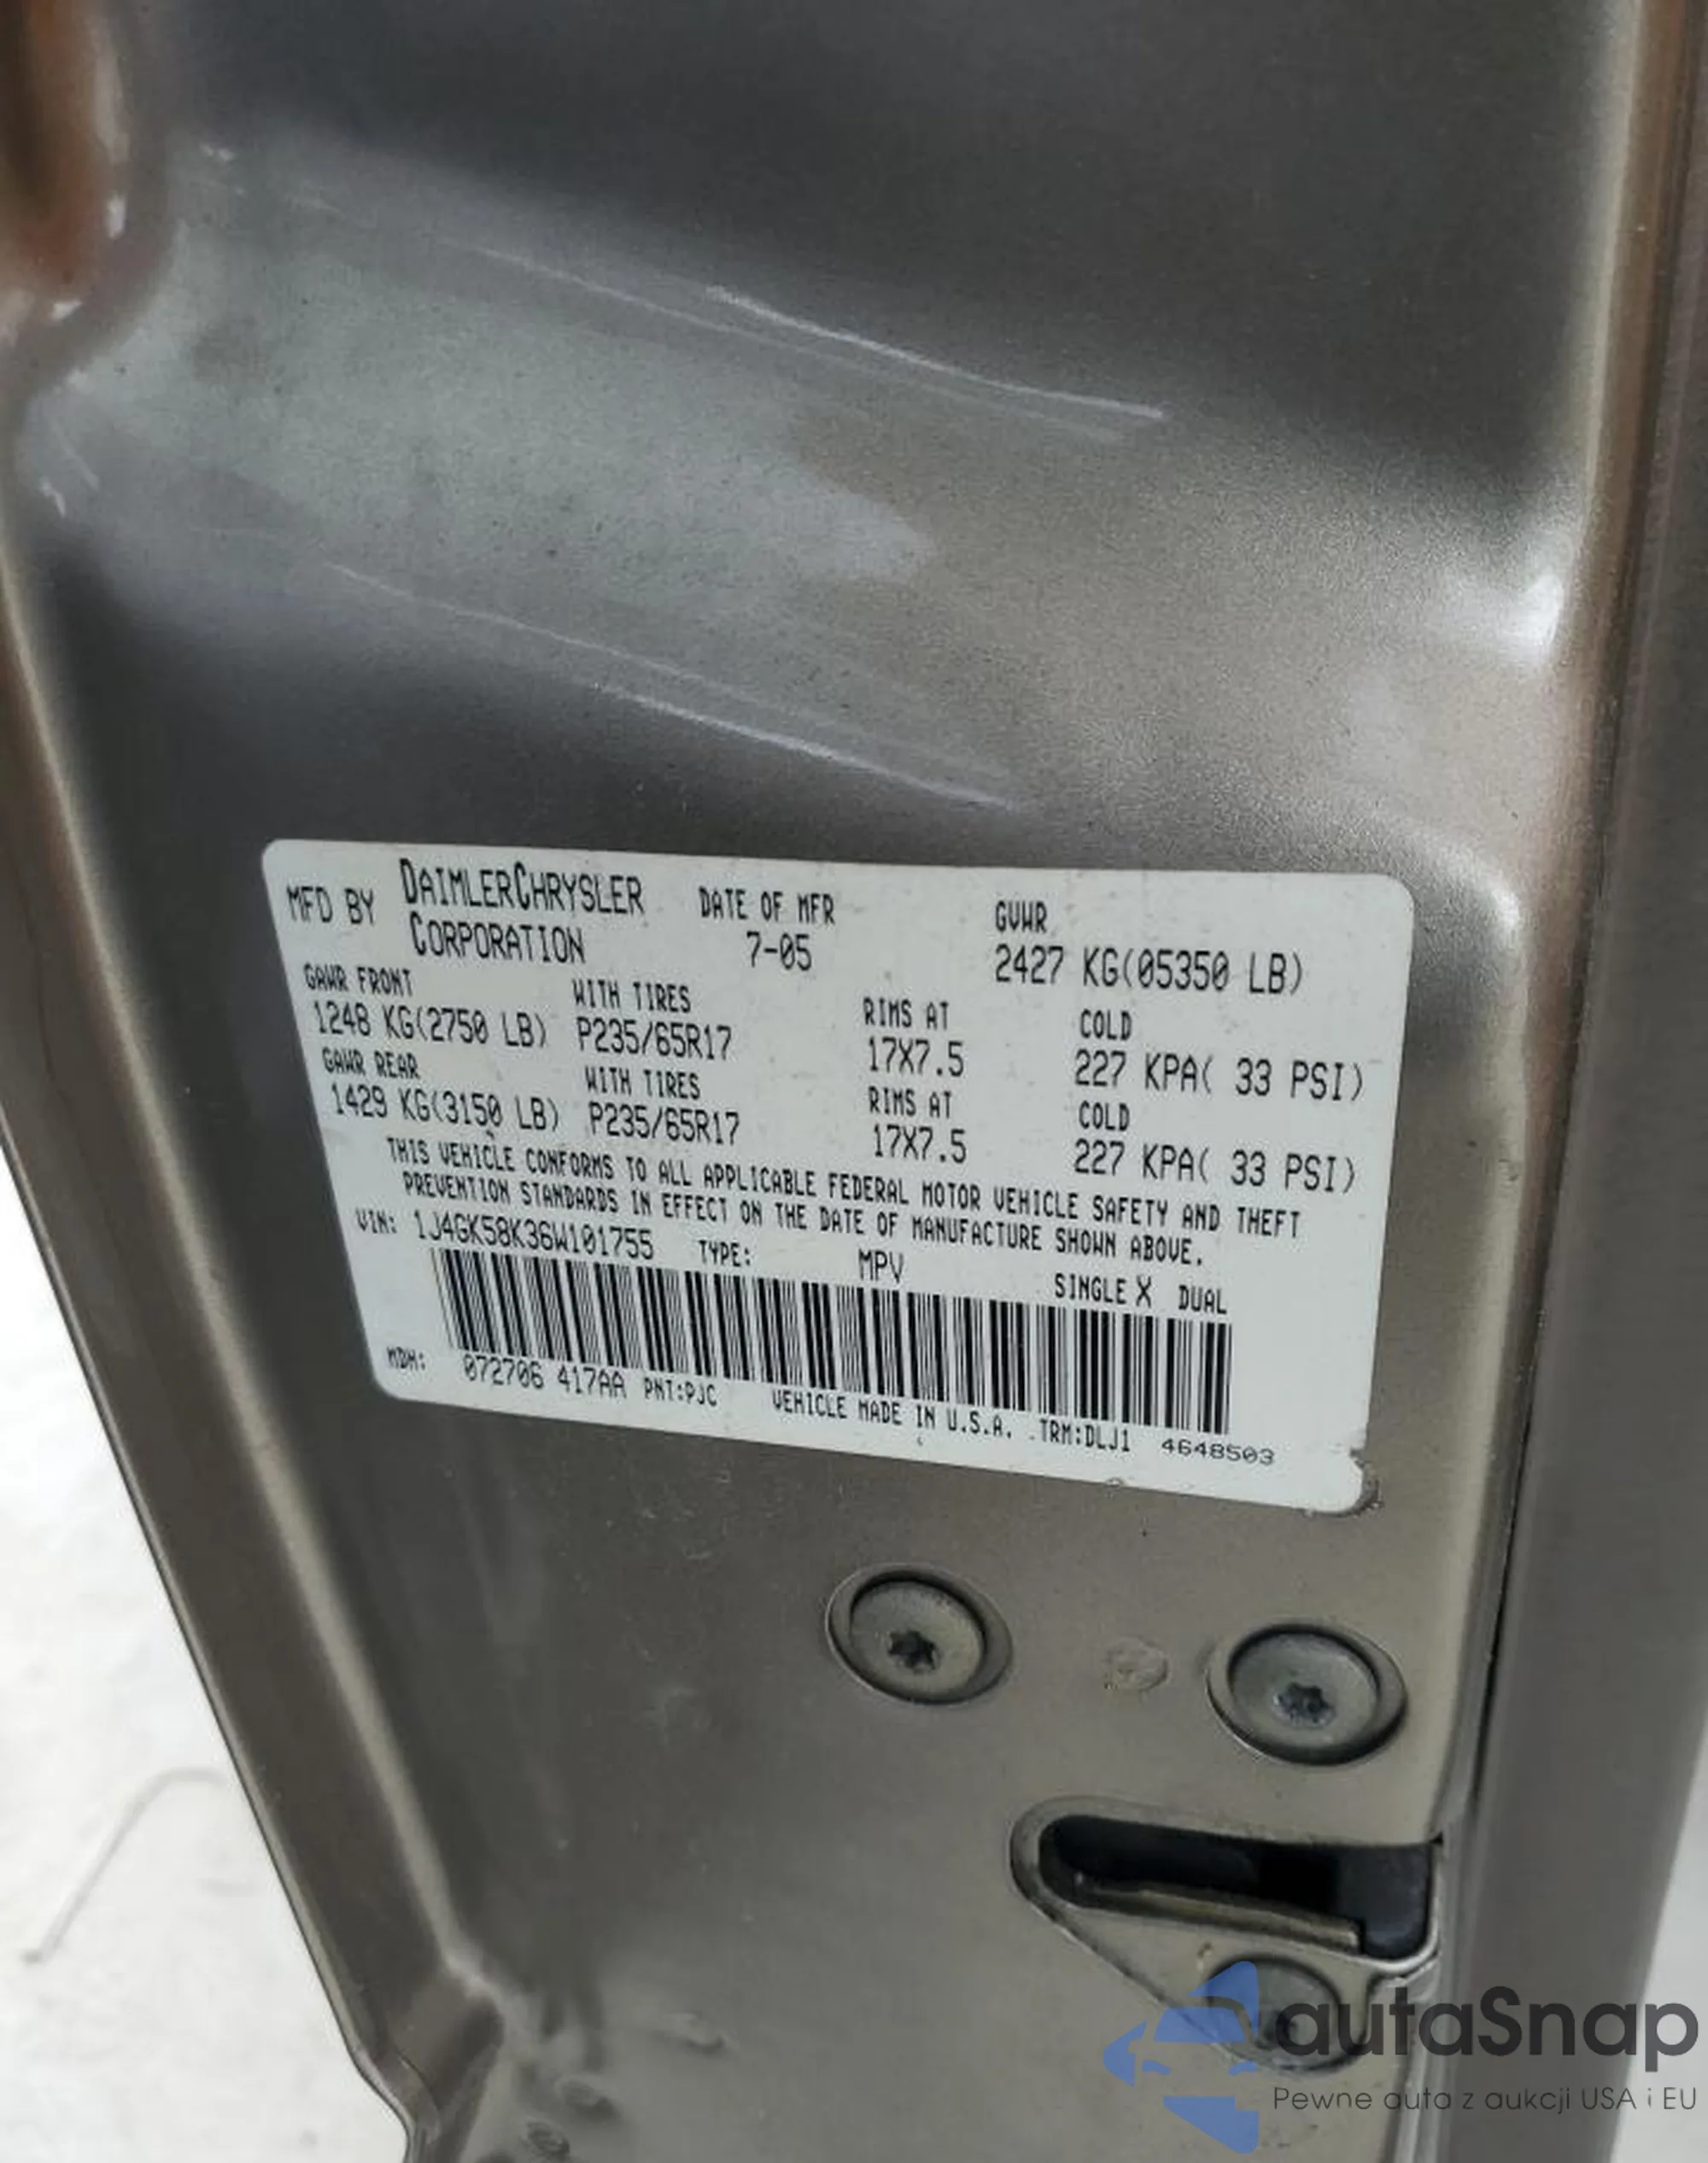 MFD BY DAIMLERCHRYSLER CORPORATION DATE OF MFR 7-05 GVWR 2427 KG(05350 LB)
GAWR FRONT WITH TIRES RIMS AT COLD
1248 KG(2750 LB) P235/65R17 17X7.5 227 KPA( 33 PSI)
GAWR REAR WITH TIRES RIMS AT COLD
1429 KG(3150 LB) P235/65R17 17X7.5 227 KPA( 33 PSI)
THIS VEHICLE CONFORMS TO ALL APPLICABLE FEDERAL MOTOR VEHICLE SAFETY AND THEFT
PREVENTION STANDARDS IN EFFECT ON THE DATE OF MANUFACTURE SHOWN ABOVE.
VIN: 1J4GK58K36W101755 TYPE: MPV SINGLE X DUAL
MDH: 072706 417AA PNT:PJC VEHICLE MADE IN U.S.A. TRM:DLJ1 4648503
autaSnap
Pewne auta z aukcji USA i EU